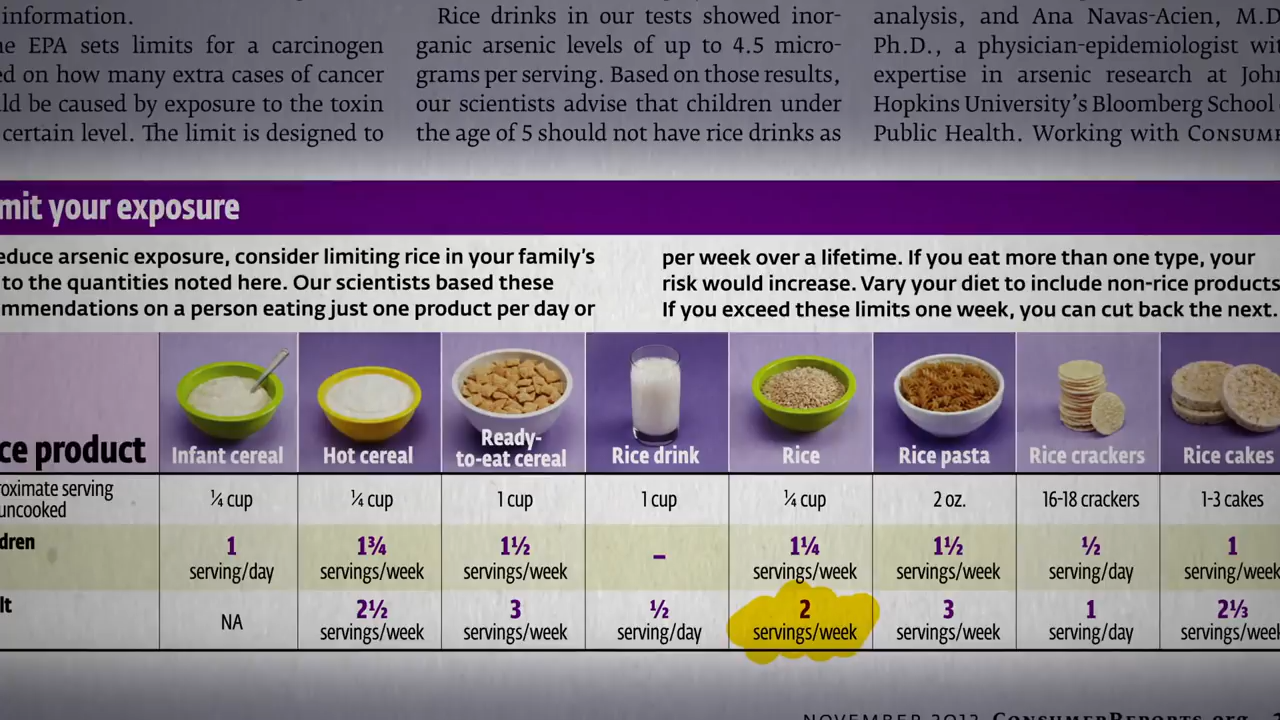 information.
EPA sets limits for a carcinogen
on how many extra cases of cancer
be caused by exposure to the toxin
certain level. The limit is designed to
Rice drinks in our tests showed inor-
ganic arsenic levels of up to 4.5 micro-
grams per serving. Based on those results,
our scientists advise that children under
the age of 5 should not have rice drinks as
analysis, and Ana Navas-Acien, M.D
Ph.D., a physician-epidemiologist
expertise in arsenic research at
Hopkins University's Bloomberg School
Public Health. Working with
your exposure
arsenic exposure, consider limiting rice in your family's
to the quantities noted here. Our scientists based these
on a person eating just one product per day or
per week over a lifetime. If you eat more than one type, your
risk would increase. Vary your diet to include non-rice products
If you exceed these limits one week, you can cut back the next.
product
Infant cereal
Hot cereal
Ready-
to-eat cereal
Rice drink
Rice
Rice pasta
Rice crackers
Rice cakes
serving
uncooked
¼ cup
¼ cup
1 cup
1 cup
¼ cup
2 oz.
16-18 crackers
1-3 cakes
1
serving/day
1¾
servings/week
1½
servings/week
–
1¼
servings/week
1½
servings/week
½
serving/day
1
serving/week
NA
2½
servings/week
3
servings/week
½
serving/day
2
servings/week
3
servings/week
1
serving/day
2⅓
servings/week
NOVEMBER 2012 CONSUMERREPORTS.org